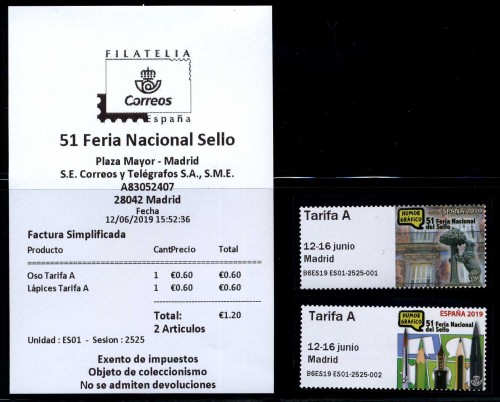 FILATELIA
Correos
España
51 Feria Nacional Sello
Plaza Mayor - Madrid
S.E. Correos y Telégrafos S.A., S.M.E.
A83052407
28042 Madrid
Fecha
12/06/2019 15:52:36
Factura Simplificada
Producto CantPrecio Total
Oso Tarifa A 1 €0.60 €0.60
Lápices Tarifa A 1 €0.60 €0.60
Total: €1.20
2 Articulos
Unidad : ES01 - Sesion : 2525
Exento de impuestos
Objeto de coleccionismo
No se admiten devoluciones
Tarifa A
12-16 junio
Madrid
B6ES19 ES01-2525-001
HUMOR GRÁFICO
ESPAÑA 2019
51 Feria Nacional
del Sello
Tarifa A
12-16 junio
Madrid
B6ES19 ES01-2525-002
HUMOR GRÁFICO
ESPAÑA 2019
51 Feria Nacional
del Sello